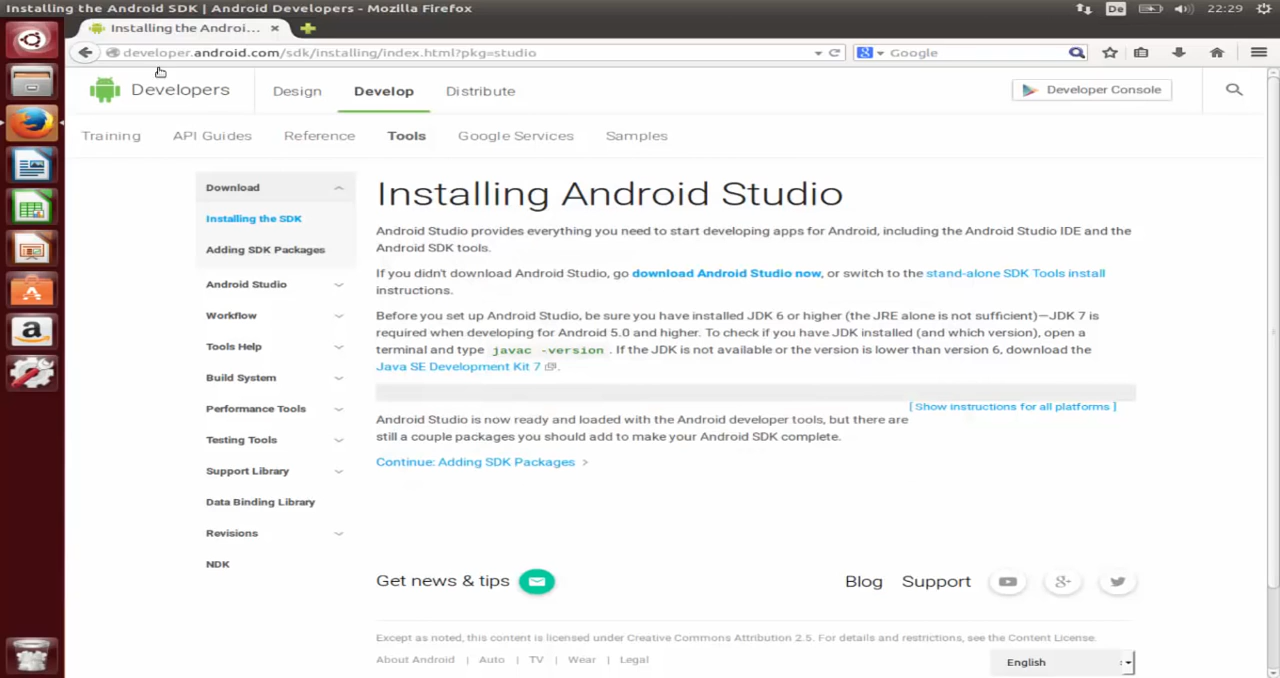 Installing the Android SDK | Android Developers - Mozilla Firefox
De
22:29
Installing the Androi...
developer.android.com/sdk/installing/index.html?pkg=studio
Google
Developers
Design
Develop
Distribute
Developer Console
Training
API Guides
Reference
Tools
Google Services
Samples
Download
Installing the SDK
Adding SDK Packages
Android Studio
Workflow
Tools Help
Build System
Performance Tools
Testing Tools
Support Library
Data Binding Library
Revisions
NDK
Installing Android Studio
Android Studio provides everything you need to start developing apps for Android, including the Android Studio IDE and the
Android SDK tools.
If you didn't download Android Studio, go download Android Studio now, or switch to the stand-alone SDK Tools install
instructions.
Before you set up Android Studio, be sure you have installed JDK 6 or higher (the JRE alone is not sufficient)—JDK 7 is
required when developing for Android 5.0 and higher. To check if you have JDK installed (and which version), open a
terminal and type javac -version. If the JDK is not available or the version is lower than version 6, download the
Java SE Development Kit 7.
[ Show instructions for all platforms ]
Android Studio is now ready and loaded with the Android developer tools, but there are
still a couple packages you should add to make your Android SDK complete.
Continue: Adding SDK Packages >
Get news & tips
Blog
Support
Except as noted, this content is licensed under Creative Commons Attribution 2.5. For details and restrictions, see the Content License.
About Android | Auto | TV | Wear | Legal
English